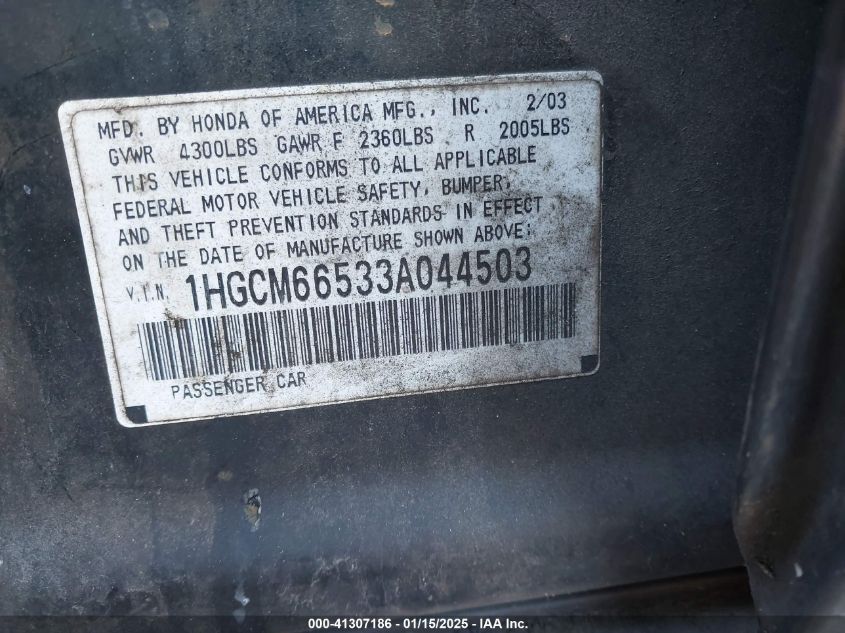 MFD. BY HONDA OF AMERICA MFG., INC. 2/03
GVWR 4300LBS GAWR F 2360LBS R 2005LBS
THIS VEHICLE CONFORMS TO ALL APPLICABLE
FEDERAL MOTOR VEHICLE SAFETY, BUMPER,
AND THEFT PREVENTION STANDARDS IN EFFECT
ON THE DATE OF MANUFACTURE SHOWN ABOVE;
V.I.N. 1HGCM66533A044503
PASSENGER CAR
000-41307186 - 01/15/2025 - IAA Inc.